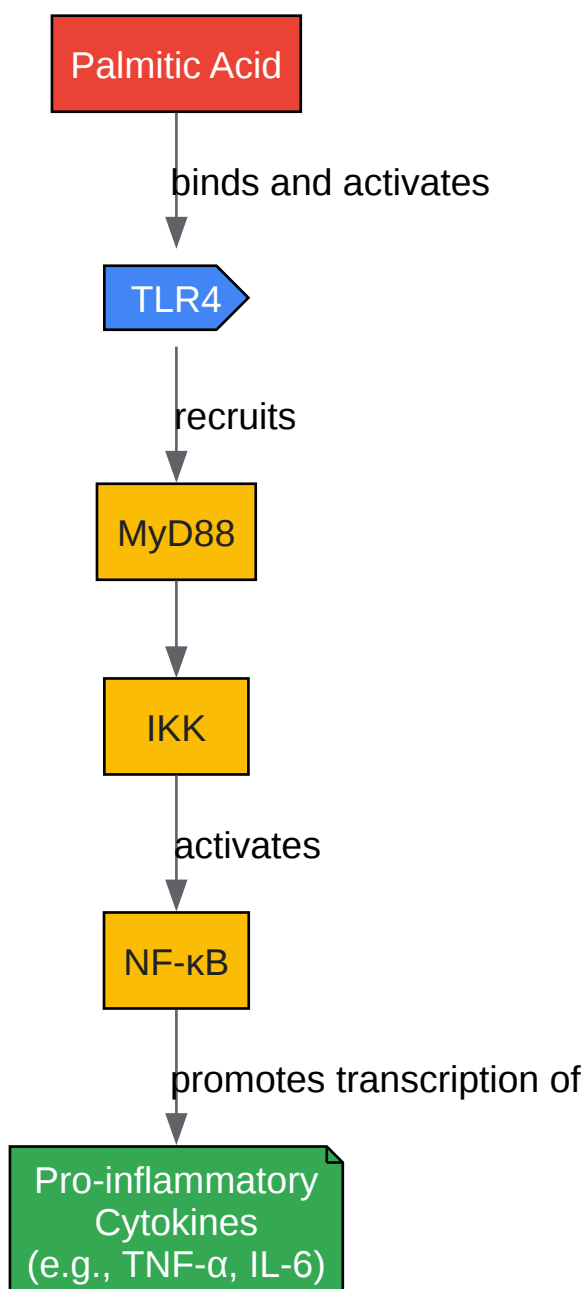 Palmitic Acid
binds and activates
TLR4
recruits
MyD88
IKK
activates
NF-κB
promotes transcription of
Pro-inflammatory
Cytokines
(e.g., TNF-α, IL-6)